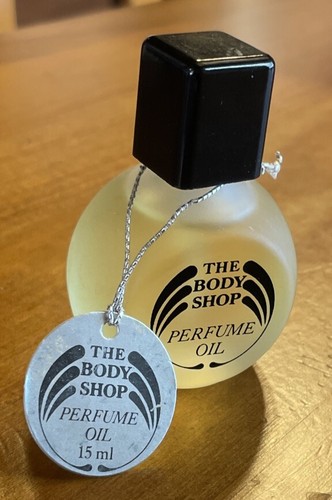 THE
BODY
SHOP
PERFUME
OIL
THE
BODY
SHOP
PERFUME
OIL
15 ml